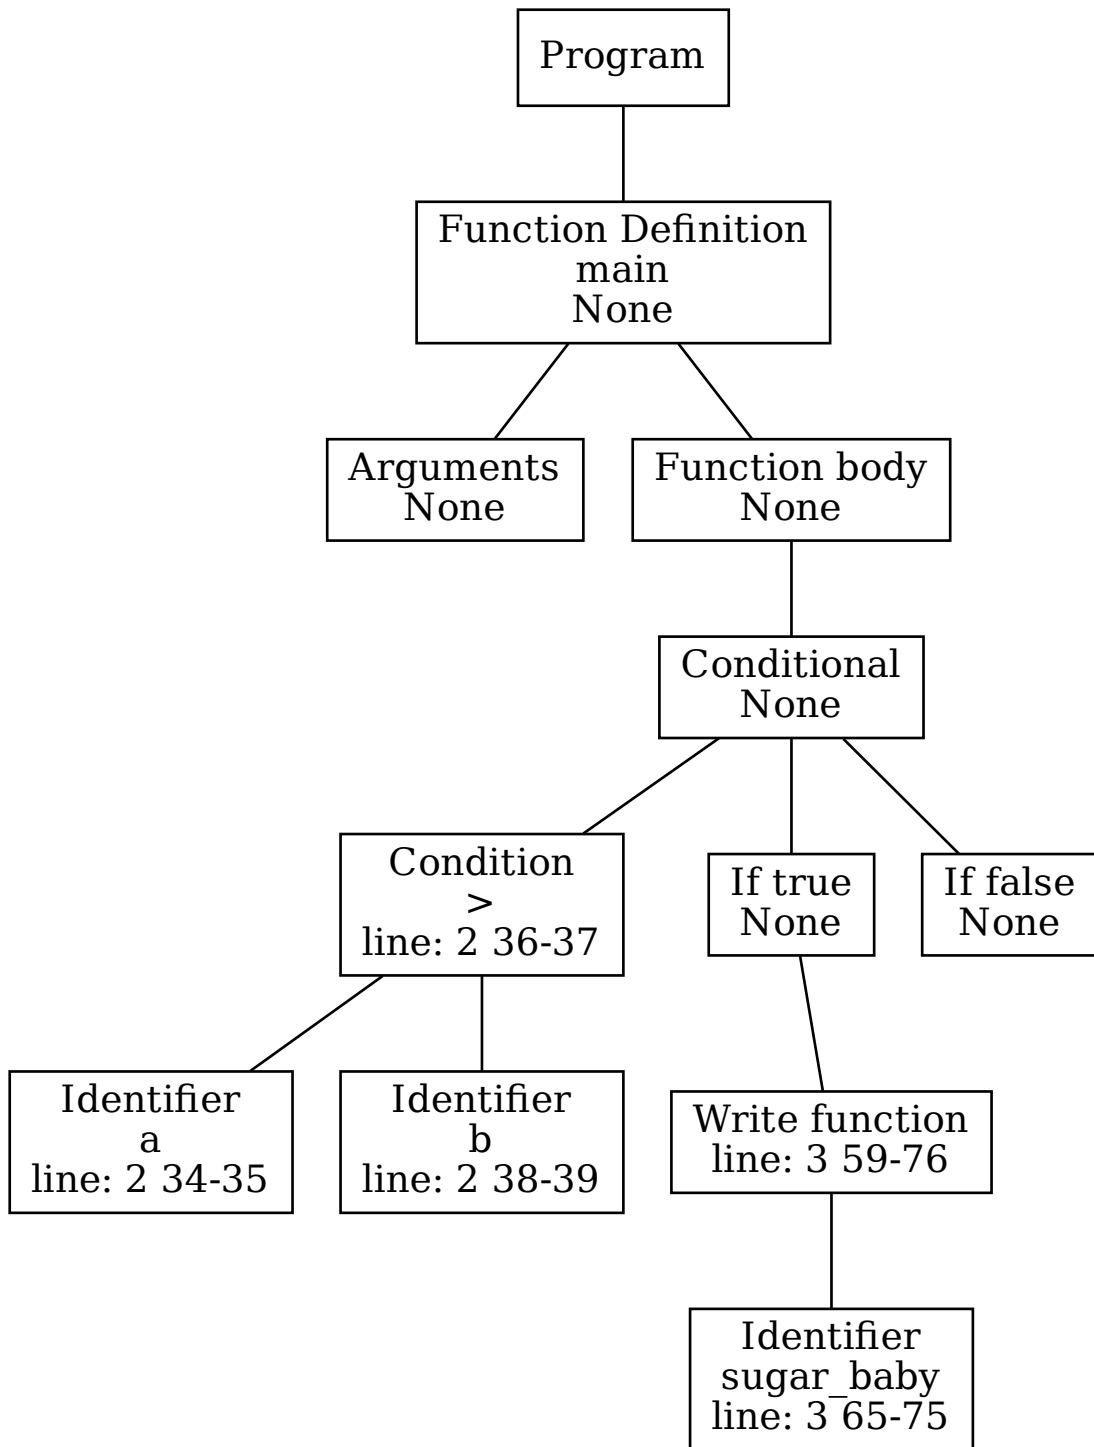 Program
Function Definition
main
None
Arguments
None
Function body
None
Conditional
None
Condition
>
line: 2 36-37
If true
None
If false
None
Identifier
a
line: 2 34-35
Identifier
b
line: 2 38-39
Write function
line: 3 59-76
Identifier
sugar_baby
line: 3 65-75